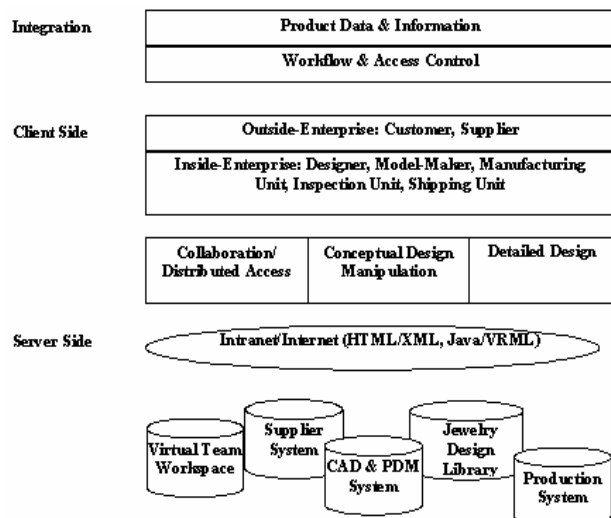 Integration
Product Data & Information
Workflow & Access Control
Client Side
Outside-Enterprise: Customer, Supplier
Inside-Enterprise: Designer, Model-Maker, Manufacturing
Unit, Inspection Unit, Shipping Unit
Collaboration/
Distributed Access
Conceptual Design
Manipulation
Detailed Design
Server Side
Intranet/Internet (HTML/XML, Java/VRML)
Virtual Team
Workspace
Supplier
System
CAD & PDM
System
Jewelry
Design
Library
Production
System